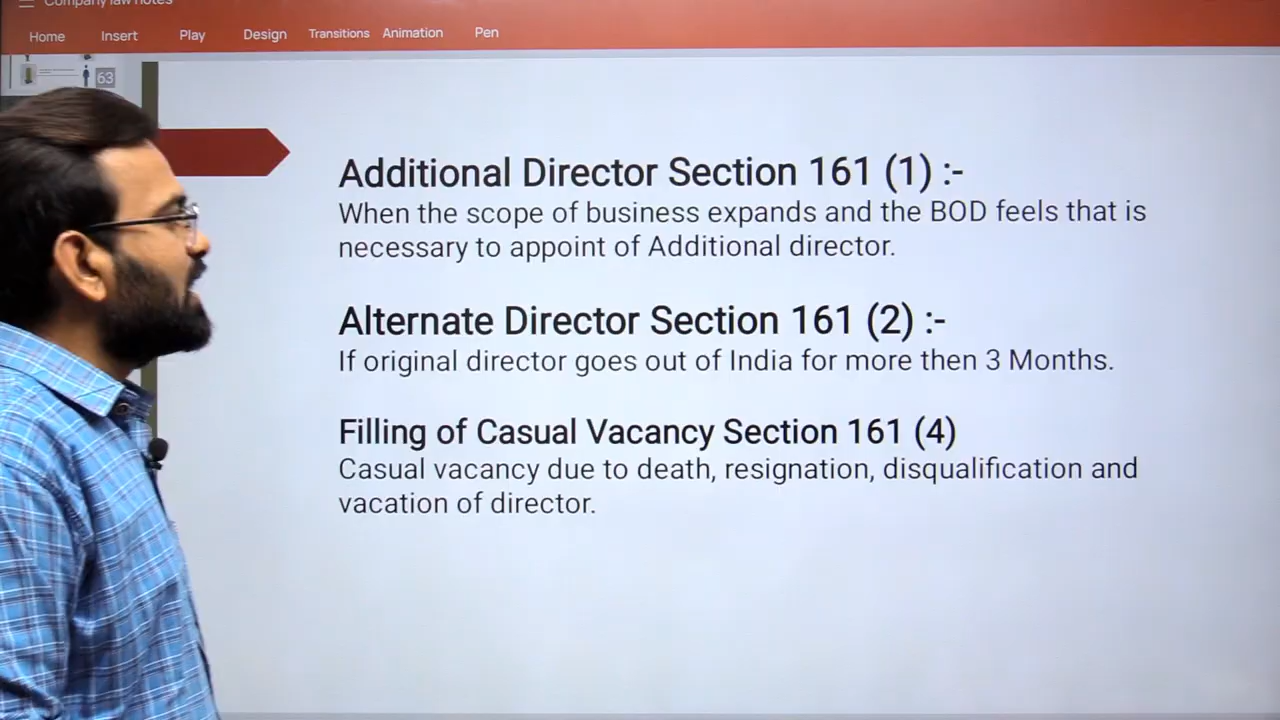 Company law notes
Home Insert Play Design Transitions Animation Pen
63
Additional Director Section 161 (1) :-
When the scope of business expands and the BOD feels that is
necessary to appoint of Additional director.
Alternate Director Section 161 (2) :-
If original director goes out of India for more then 3 Months.
Filling of Casual Vacancy Section 161 (4)
Casual vacancy due to death, resignation, disqualification and
vacation of director.